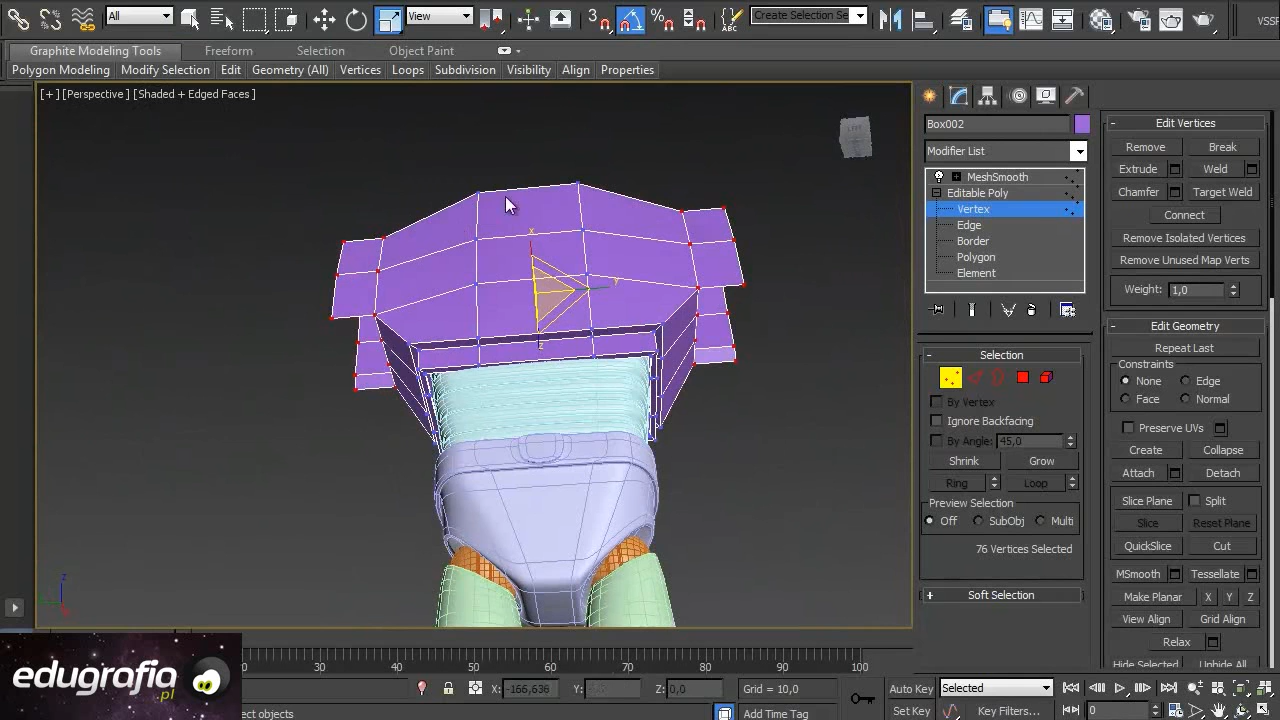 All
View
3
%
ABC
Create Selection Se
VSSF
Graphite Modeling Tools
Freeform
Selection
Object Paint
Polygon Modeling
Modify Selection
Edit
Geometry (All)
Vertices
Loops
Subdivision
Visibility
Align
Properties
[ + ] [Perspective ] [Shaded + Edged Faces ]
x
y
z
z
Box002
Modifier List
MeshSmooth
Editable Poly
Vertex
Edge
Border
Polygon
Element
Selection
By Vertex
Ignore Backfacing
By Angle: 45,0
Shrink Grow
Ring Loop
Preview Selection
Off SubObj Multi
76 Vertices Selected
Soft Selection
Edit Vertices
Remove Break
Extrude Weld
Chamfer Target Weld
Connect
Remove Isolated Vertices
Remove Unused Map Verts
Weight: 1,0
Edit Geometry
Repeat Last
Constraints
None Edge
Face Normal
Preserve UVs
Create Collapse
Attach Detach
Slice Plane Split
Slice Reset Plane
QuickSlice Cut
MSmooth Tessellate
Make Planar X Y Z
View Align Grid Align
Relax
Hide Selected Unhide All
edugrafia
.pl
30 40 50 60 70 80 90 100
X: -166,636 Y: Z: 0,0 Grid = 10,0
Auto Key Selected
ect objects
Add Time Tag
Set Key Key Filters...
0